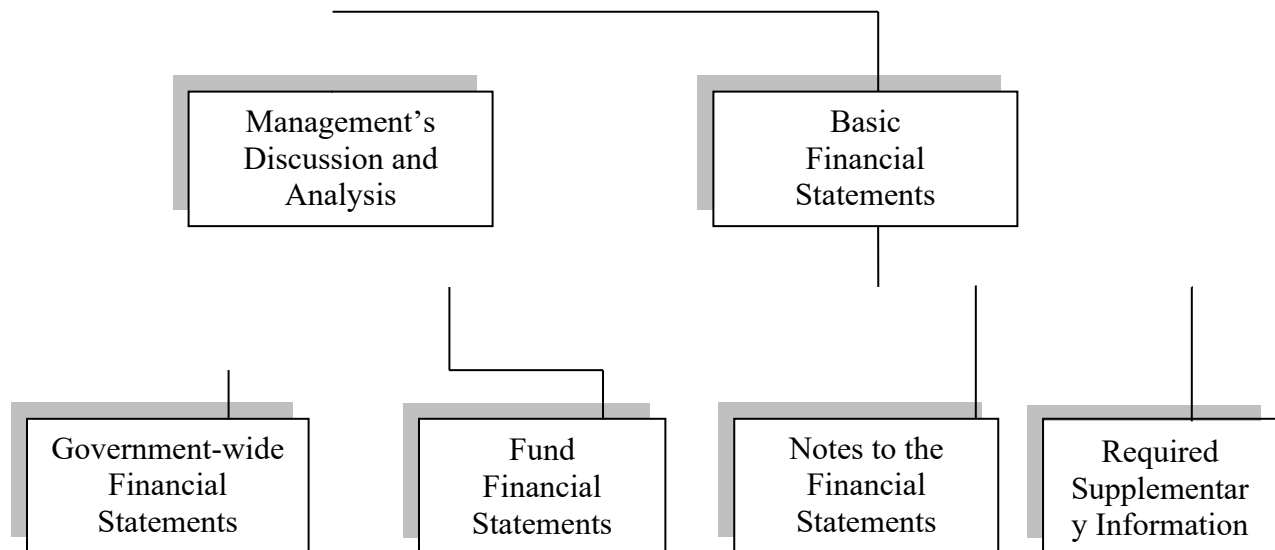 Management’s
Discussion and
Analysis
Basic
Financial
Statements
Government-wide
Financial
Statements
Fund
Financial
Statements
Notes to the
Financial
Statements
Required
Supplementar
y Information